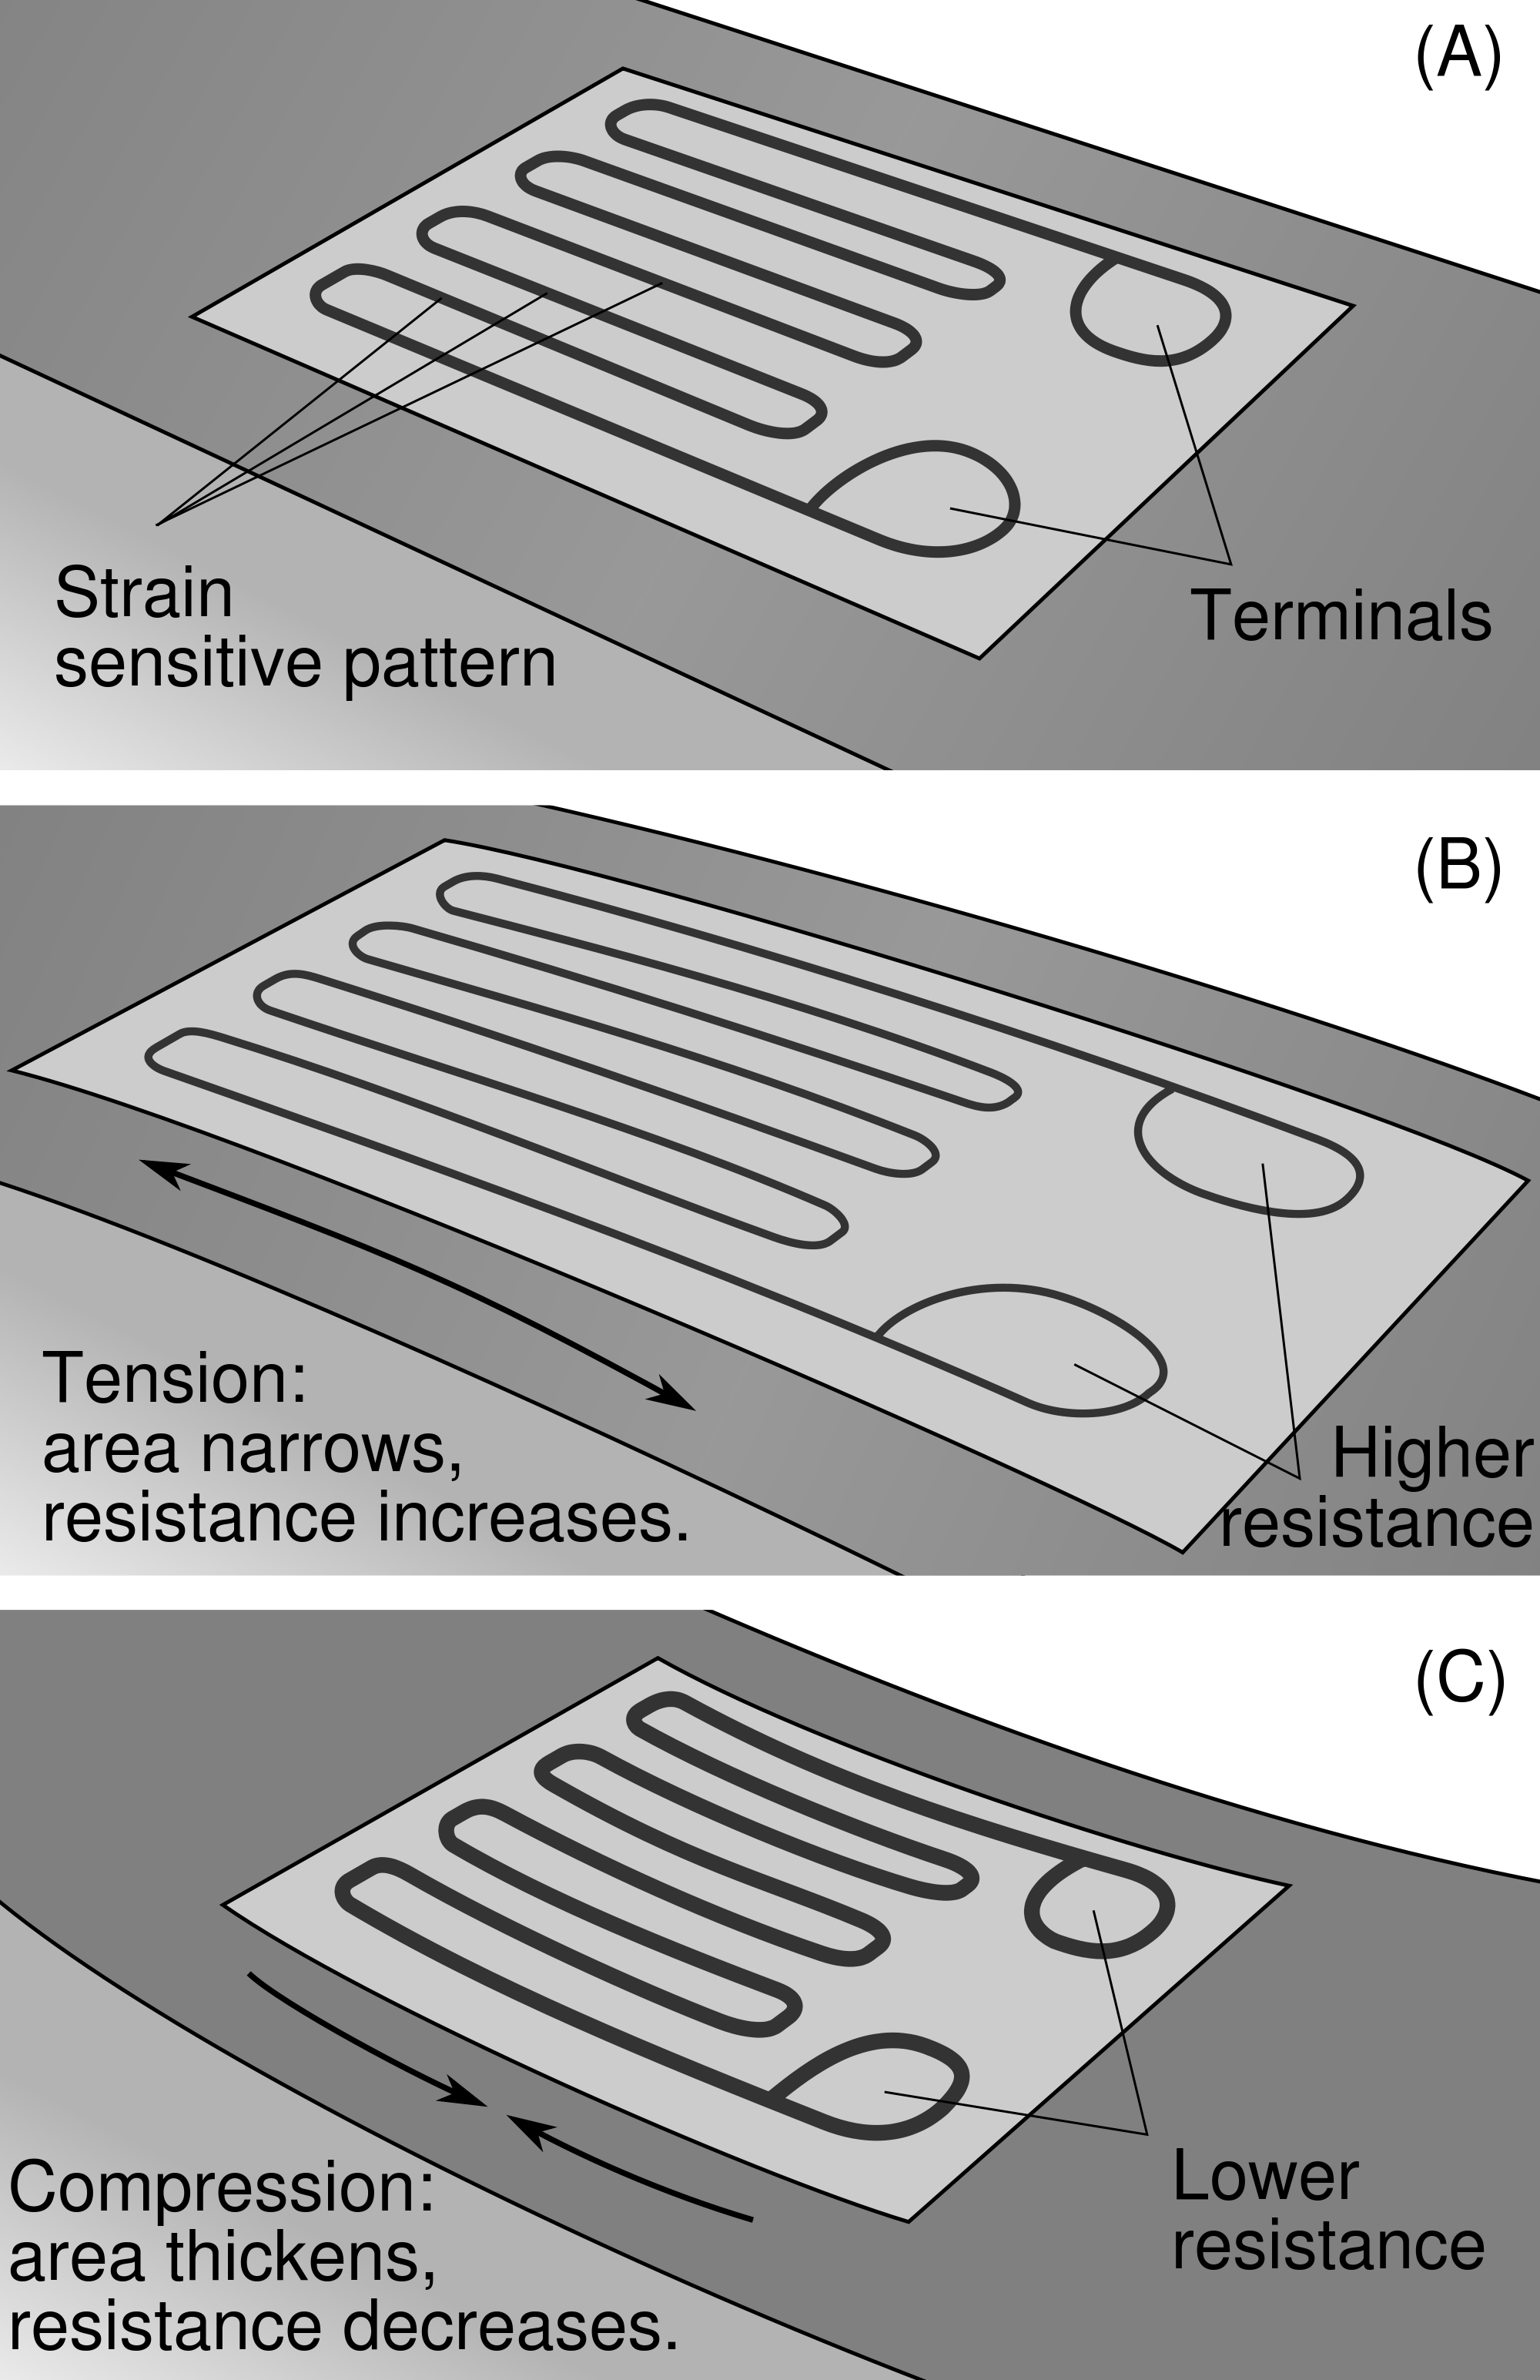 (A)
Strain
sensitive pattern
Terminals
(B)
Tension:
area narrows,
resistance increases.
Higher
resistance
(C)
Compression:
area thickens,
resistance decreases.
Lower
resistance